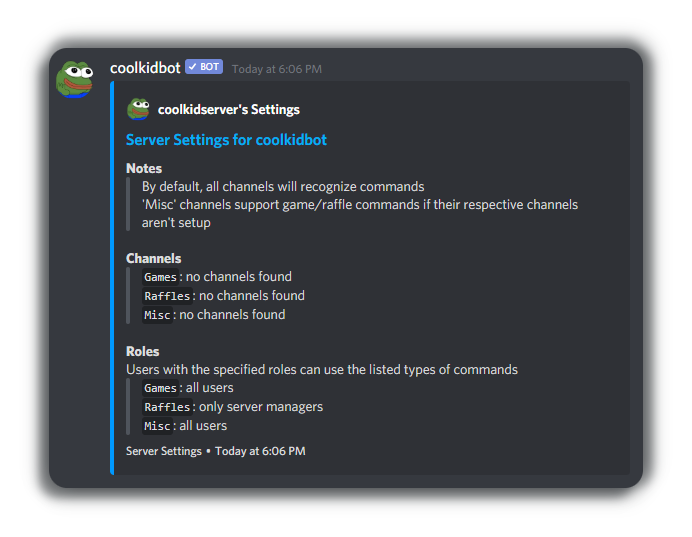 coolkidbot ✓ BOT Today at 6:06 PM
coolkidserver's Settings
Server Settings for coolkidbot
Notes
By default, all channels will recognize commands
'Misc' channels support game/raffle commands if their respective channels
aren't setup
Channels
Games: no channels found
Raffles: no channels found
Misc: no channels found
Roles
Users with the specified roles can use the listed types of commands
Games: all users
Raffles: only server managers
Misc: all users
Server Settings • Today at 6:06 PM